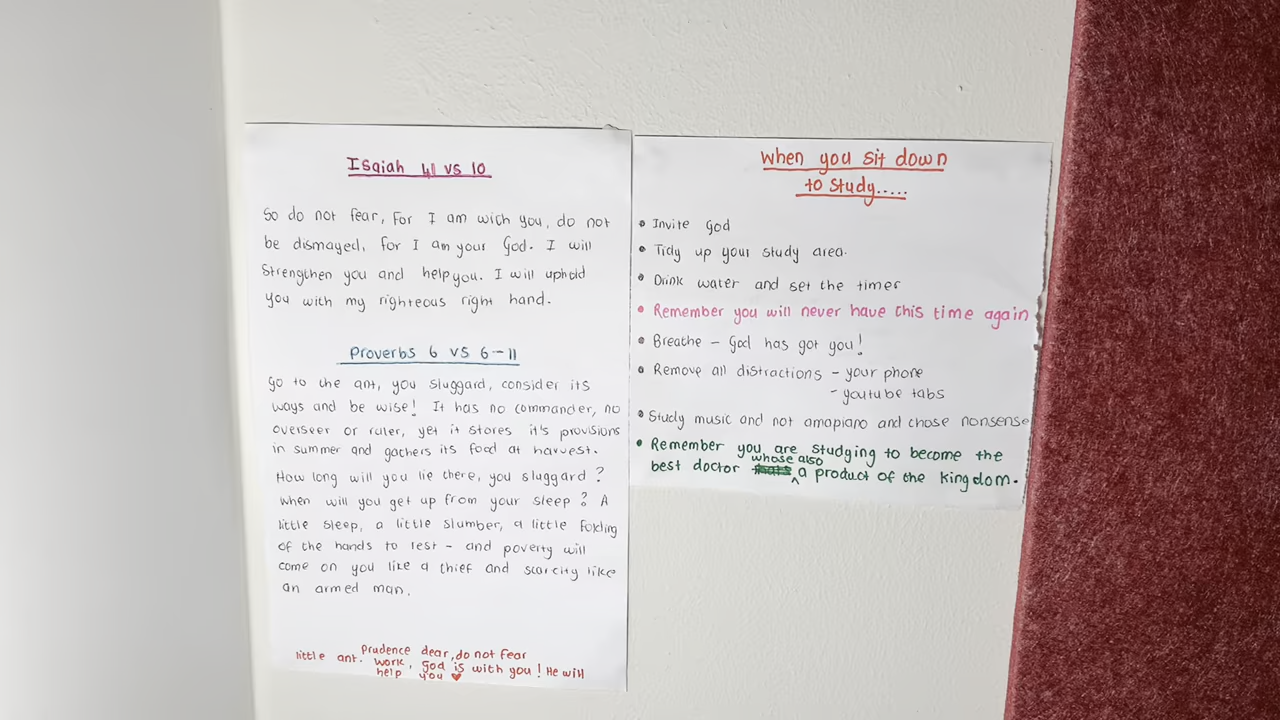 Isaiah 41 vs 10
So do not fear, for I am with you, do not
be dismayed, for I am your God. I will
Strengthen you and help you. I will uphold
you with my righteous right hand.
Proverbs 6 vs 6-11
Go to the ant, you sluggard, consider its
ways and be wise! It has no commander, no
overseer or ruler, yet it stores it's provisions
in summer and gathers its food at harvest.
How long will you lie there, you sluggard?
When will you get up from your sleep? A
little sleep, a little slumber, a little folding
of the hands to rest - and poverty will
come on you like a thief and scarcity like
an armed man.
prudence dear, do not fear
little ant. work, God is with you! He will
help you ♥
When you sit down
to study.....
• Invite God
• Tidy up your study area.
• Drink water and set the timer
• Remember you will never have this time again
• Breathe - God has got you!
• Remove all distractions - your phone
- youtube tabs
• Study music and not amapiano and those nonsense
• Remember you are studying to become the
best doctor whose also a product of the kingdom.